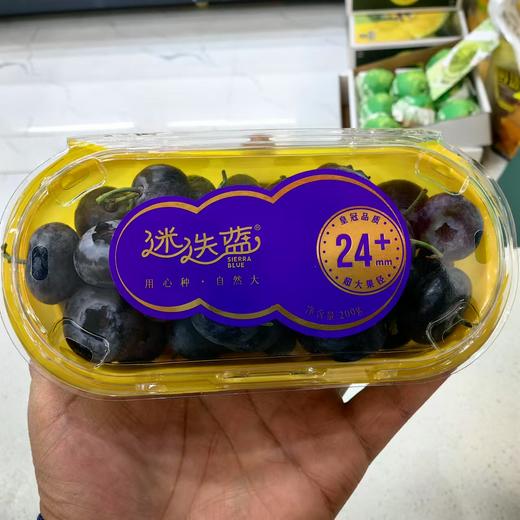 迷迭蓝®
SIERRA
BLUE
用心种·自然大
皇冠品质
24+
mm
超大果径
净含量:200g